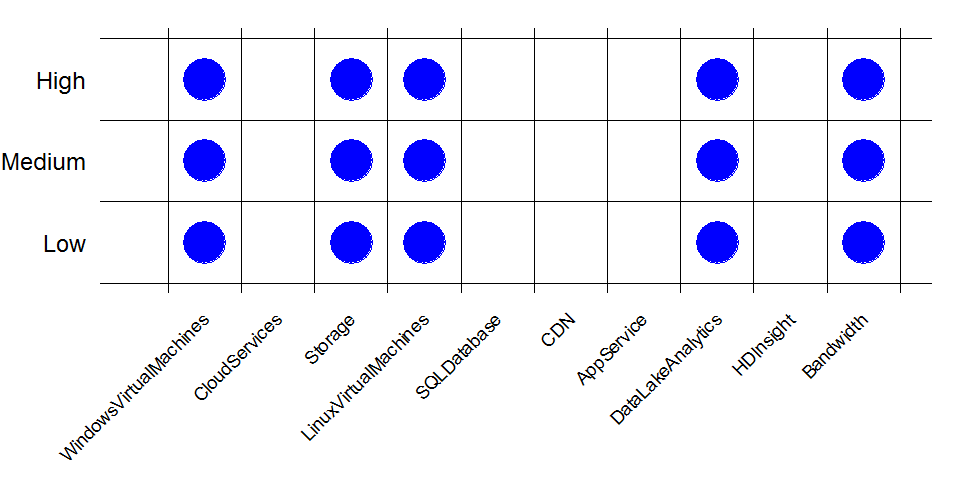 High
Medium
Low
WindowsVirtualMachines
CloudServices
Storage
LinuxVirtualMachines
SQLDatabase
CDN
AppService
DataLakeAnalytics
HDInsight
Bandwidth